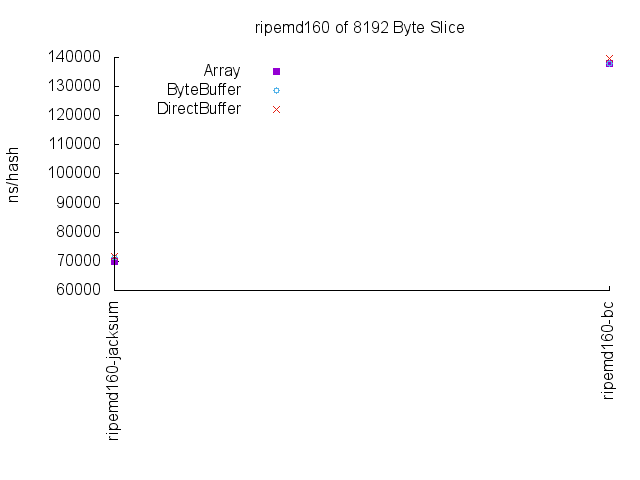 ripemd160 of 8192 Byte Slice
140000
130000
120000
110000
100000
90000
80000
70000
60000
ns/hash
Array
ByteBuffer
DirectBuffer
ripemd160-jacksum
ripemd160-bc